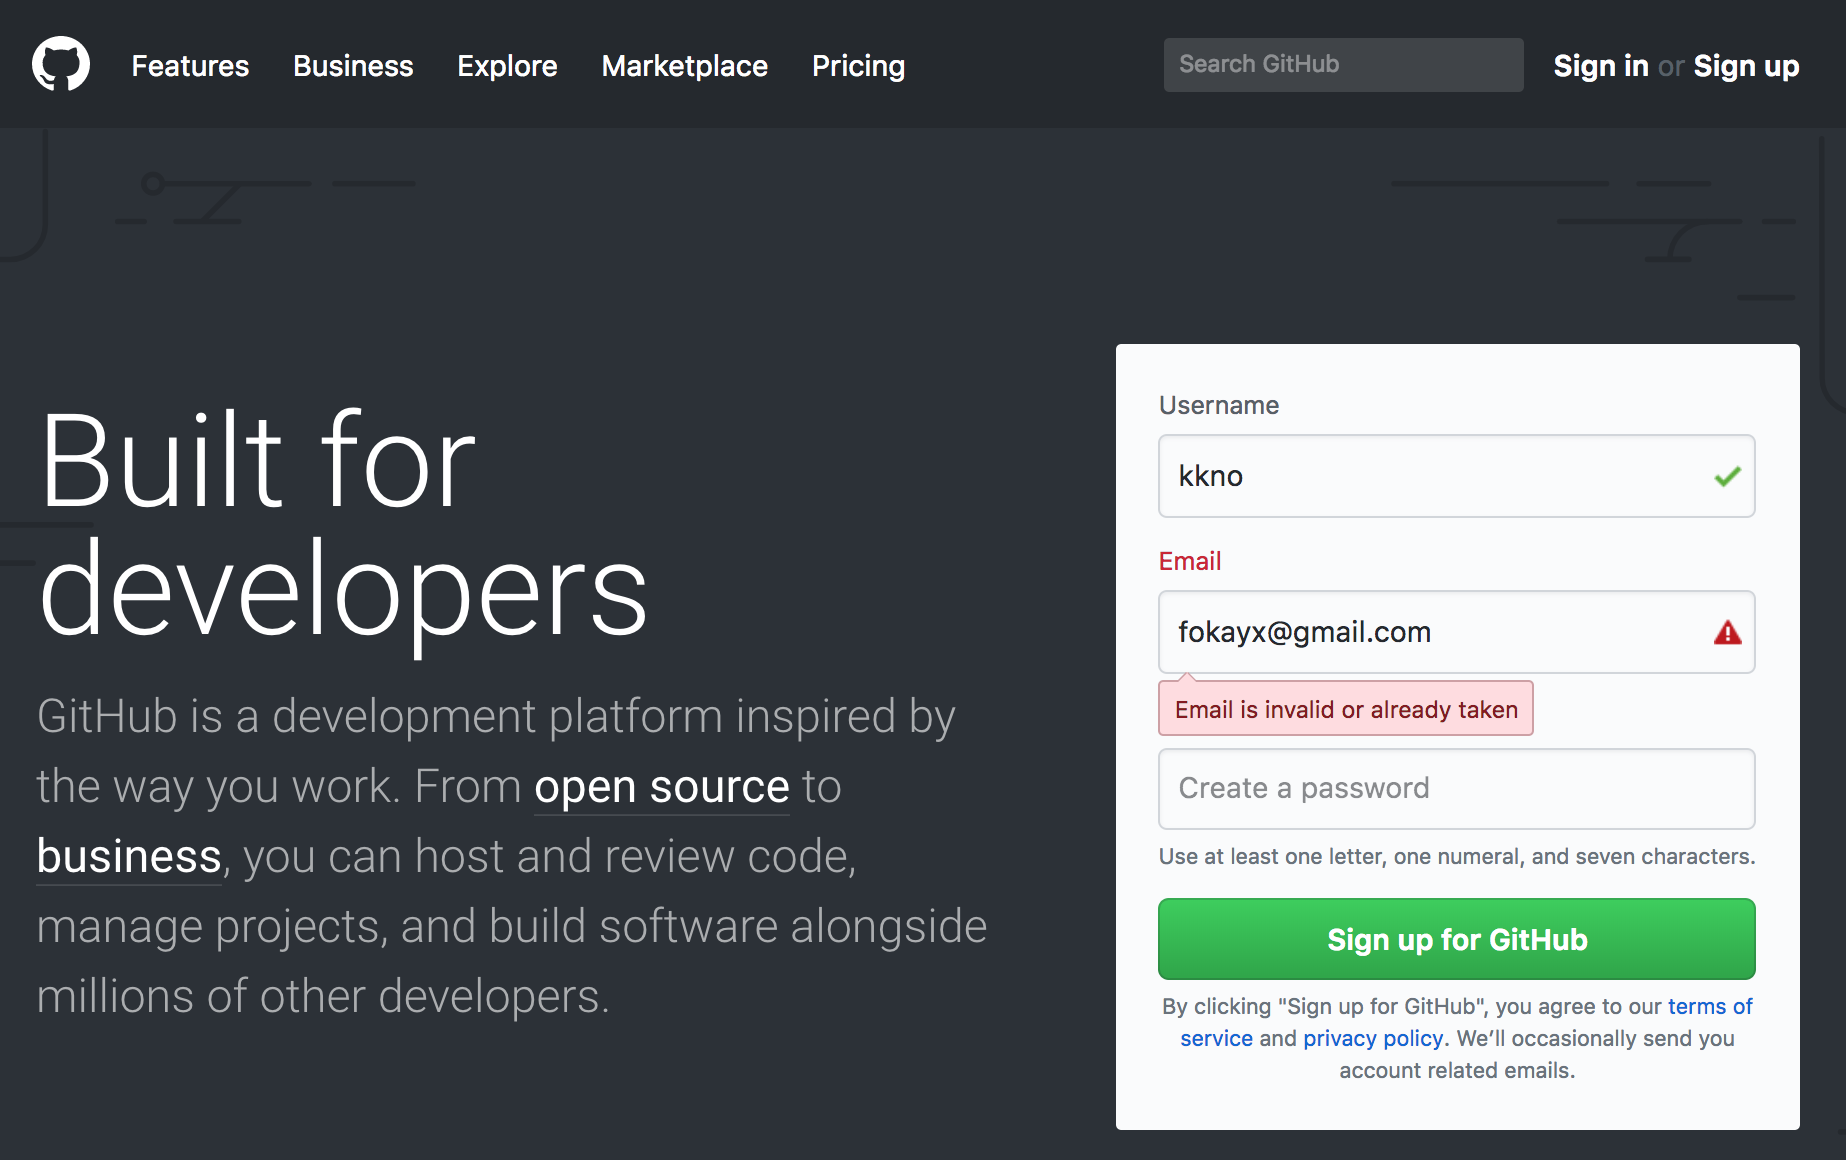 Features Business Explore Marketplace Pricing Search GitHub Sign in or Sign up
Built for
developers
GitHub is a development platform inspired by
the way you work. From open source to
business, you can host and review code,
manage projects, and build software alongside
millions of other developers.
Username
kkno
Email
fokayx@gmail.com
Email is invalid or already taken
Create a password
Use at least one letter, one numeral, and seven characters.
Sign up for GitHub
By clicking "Sign up for GitHub", you agree to our terms of
service and privacy policy. We’ll occasionally send you
account related emails.